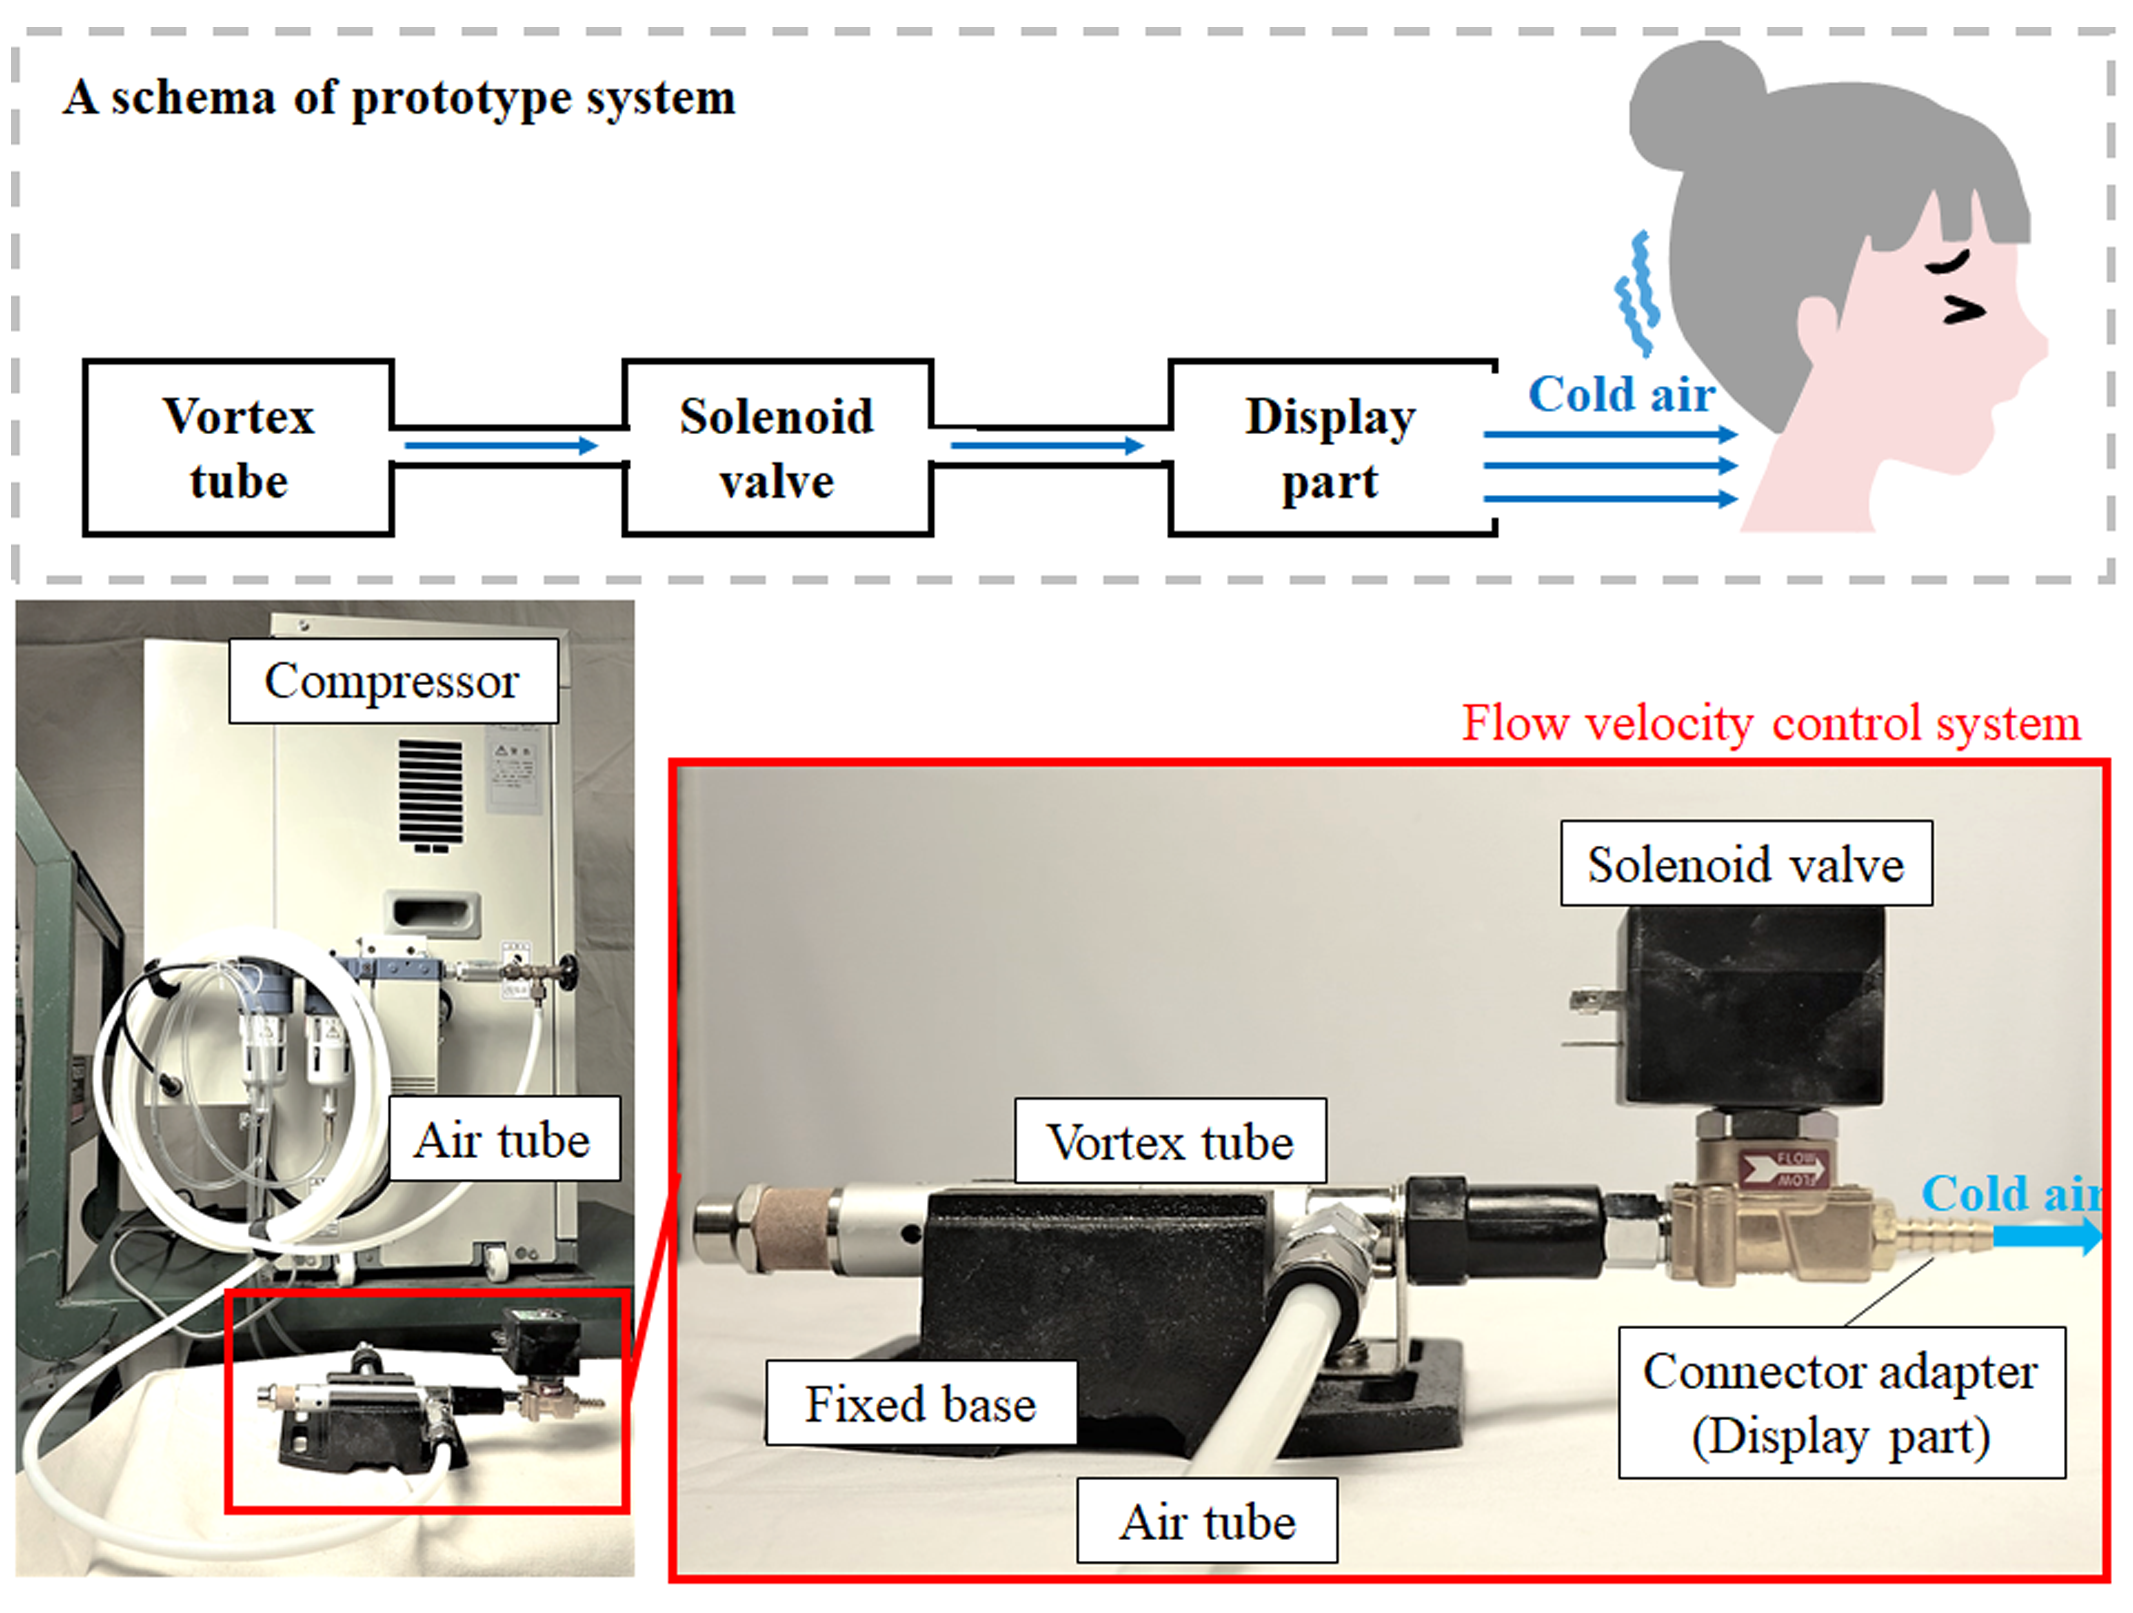 A schema of prototype system
Vortex
tube
Solenoid
valve
Display
part
Cold air
Compressor
Air tube
Flow velocity control system
Solenoid valve
FLOW
FLOW
Vortex tube
Cold air
Fixed base
Connector adapter
(Display part)
Air tube